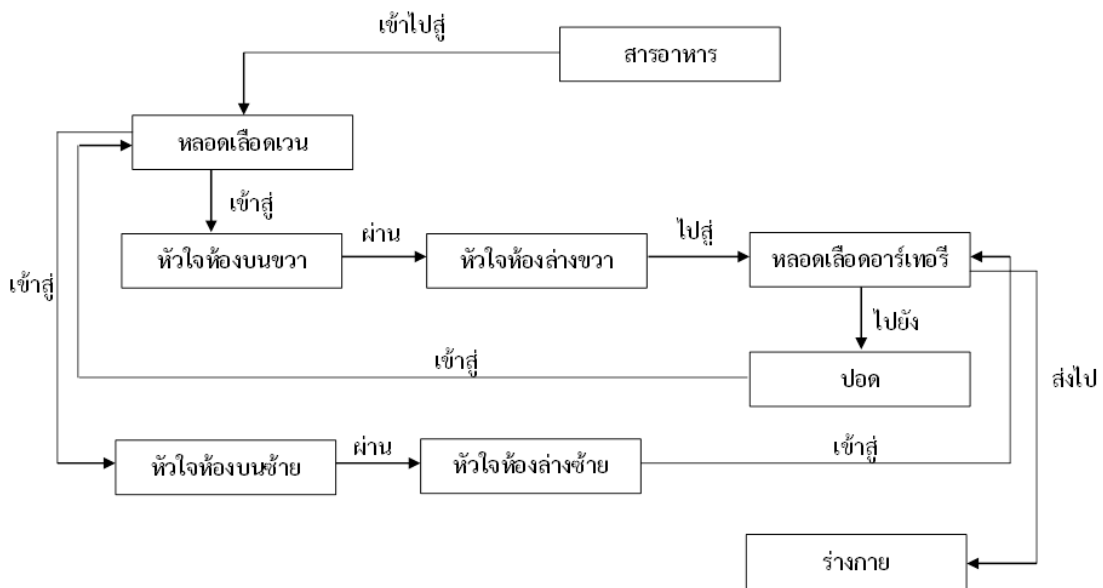 เข้าไปสู่
สารอาหาร
หลอดเลือดเวน
เข้าสู่
หัวใจห้องบนขวา
ผ่าน
หัวใจห้องล่างขวา
ไปสู่
หลอดเลือดอาร์เทอรี
เข้าสู่
ไปยัง
เข้าสู่
ปอด
ส่งไป
หัวใจห้องบนซ้าย
ผ่าน
หัวใจห้องล่างซ้าย
เข้าสู่
ร่างกาย